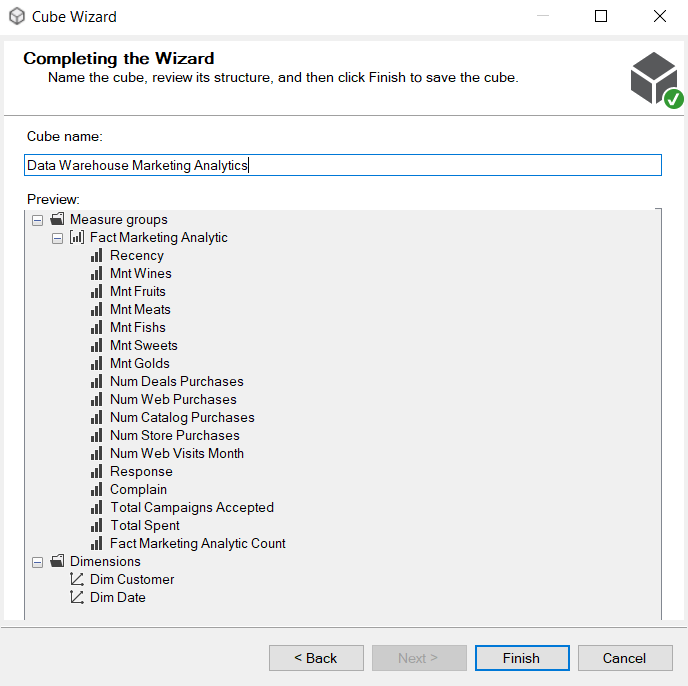 Cube Wizard
Completing the Wizard
Name the cube, review its structure, and then click Finish to save the cube.
Cube name:
Data Warehouse Marketing Analytics
Preview:
Measure groups
Fact Marketing Analytic
Recency
Mnt Wines
Mnt Fruits
Mnt Meats
Mnt Fishs
Mnt Sweets
Mnt Golds
Num Deals Purchases
Num Web Purchases
Num Catalog Purchases
Num Store Purchases
Num Web Visits Month
Response
Complain
Total Campaigns Accepted
Total Spent
Fact Marketing Analytic Count
Dimensions
Dim Customer
Dim Date
< Back Next > Finish Cancel